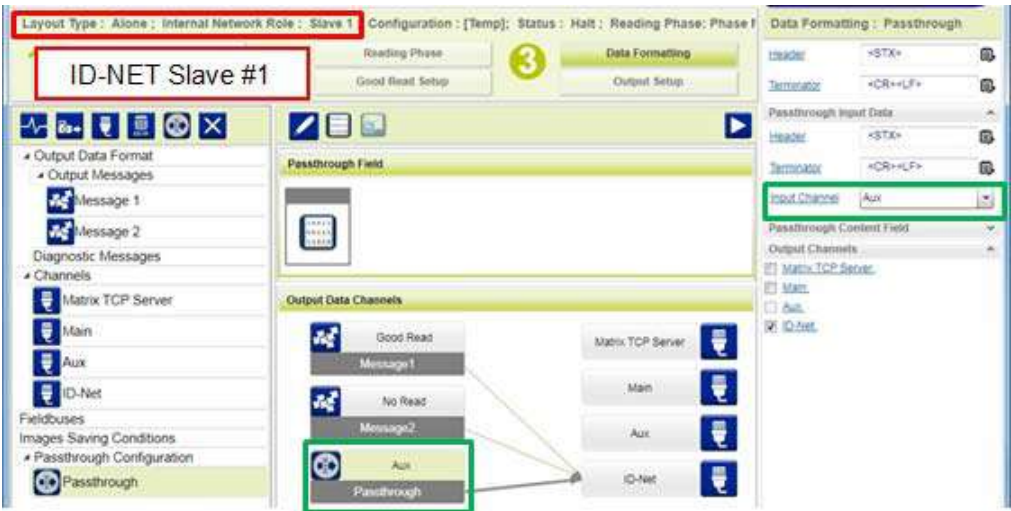 Layout Type : Alone ; Internal Network Role : Slave 1 Configuration : [Temp]; Status : Halt ; Reading Phase: Phase
ID-NET Slave #1
Reading Phase
Good Read Setup
3
Data Formatting
Output Setup
Output Data Format
Output Messages
Message 1
Message 2
Diagnostic Messages
Channels
Matrix TCP Server
Main
Aux
ID-Net
Fieldbuses
Images Saving Conditions
Passthrough Configuration
Passthrough
Passthrough Field
Output Data Channels
Good Read
Message1
No Read
Message2
Aux
Passthrough
Matrix TCP Server
Main
Aux
ID-Net
Data Formatting : Passthrough
Header <STX>
Terminator <CR><LF>
Passthrough Input Data
Header <STX>
Terminator <CR><LF>
Input Channel Aux
Passthrough Content Field
Output Channels
Matrix TCP Server,
Main,
Aux,
ID-Net,